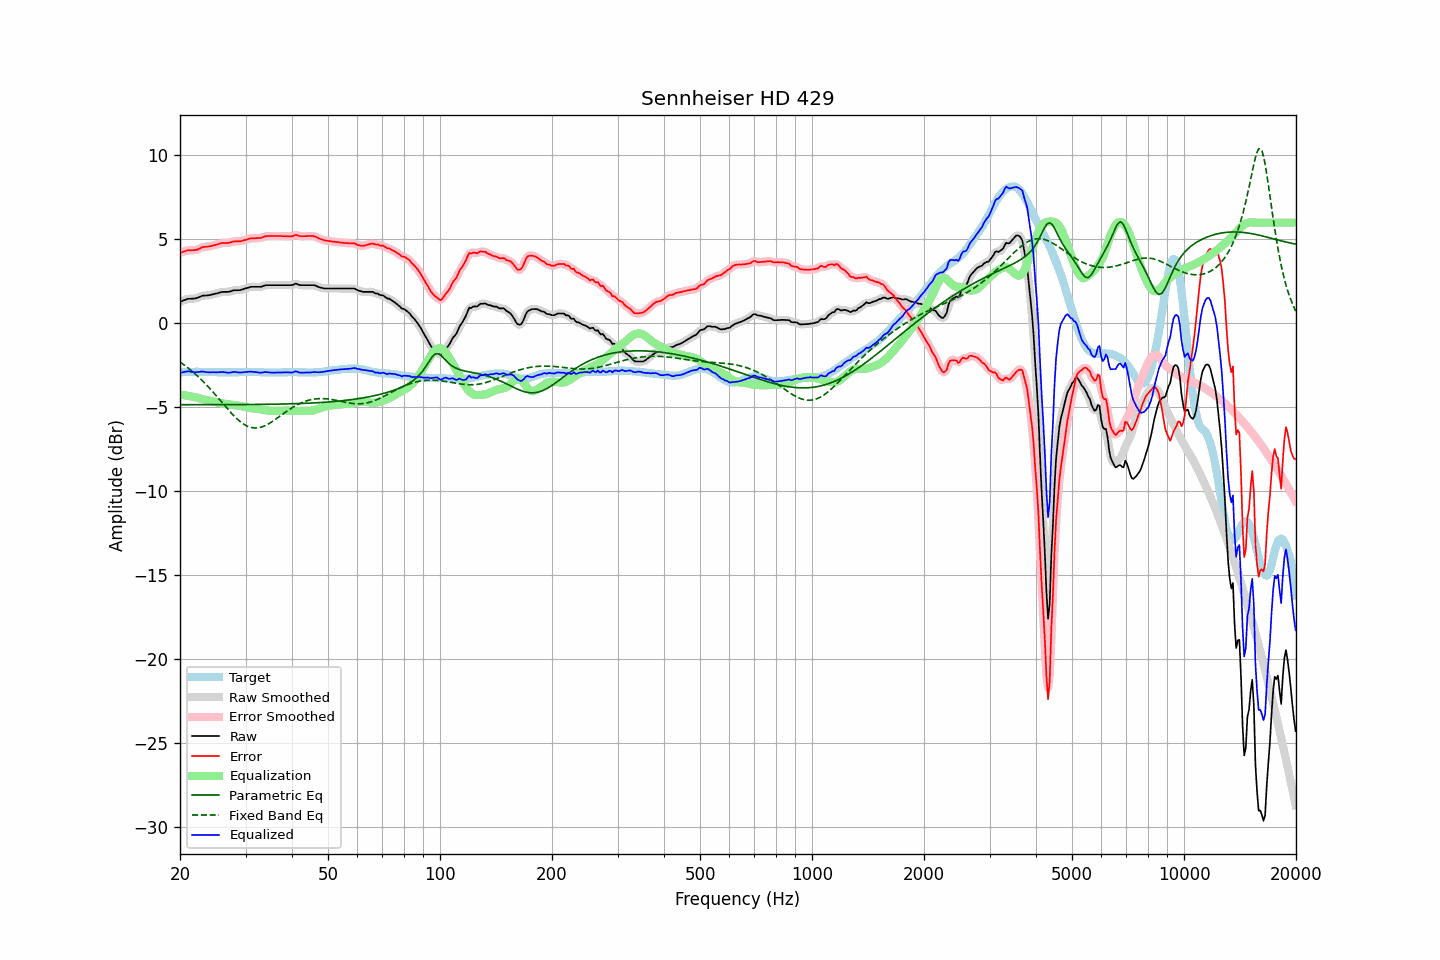 Sennheiser HD 429
10
5
0
−5
−10
−15
−20
−25
−30
Amplitude (dBr)
Target
Raw Smoothed
Error Smoothed
Raw
Error
Equalization
Parametric Eq
Fixed Band Eq
Equalized
20 50 100 200 500 1000 2000 5000 10000 20000
Frequency (Hz)